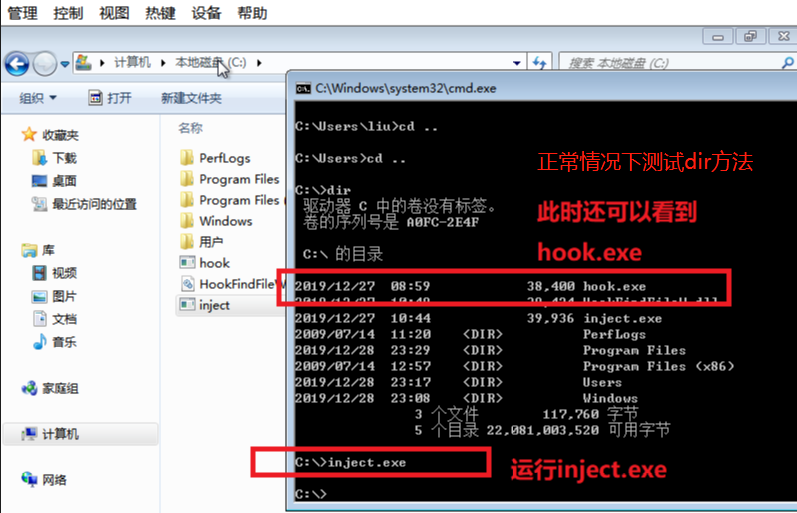 管理 控制 视图 热键 设备 帮助
计算机 本地磁盘 (C:) 搜索 本地磁盘 (C:)
组织 打开 新建文件夹
收藏夹
下载
桌面
最近访问的位置
库
视频
图片
文档
音乐
家庭组
计算机
网络
名称
PerfLogs
Program Files
Program Files (
Windows
用户
hook
HookFindFileW
inject
C:\Windows\system32\cmd.exe
C:\Users\liu>cd ..
C:\Users>cd ..
C:\>dir
驱动器 C 中的卷没有标签。
卷的序列号是 A0FC-2E4F
C:\ 的目录
2019/12/27 08:59 38,400 hook.exe
2019/12/27 10:44 39,936 inject.exe
2009/07/14 11:20 <DIR> PerfLogs
2019/12/28 23:29 <DIR> Program Files
2009/07/14 12:57 <DIR> Program Files (x86)
2019/12/28 23:17 <DIR> Users
2019/12/28 23:08 <DIR> Windows
3 个文件 117,760 字节
5 个目录 22,081,003,520 可用字节
C:\>inject.exe
C:\>
正常情况下测试dir方法
此时还可以看到
hook.exe
运行inject.exe